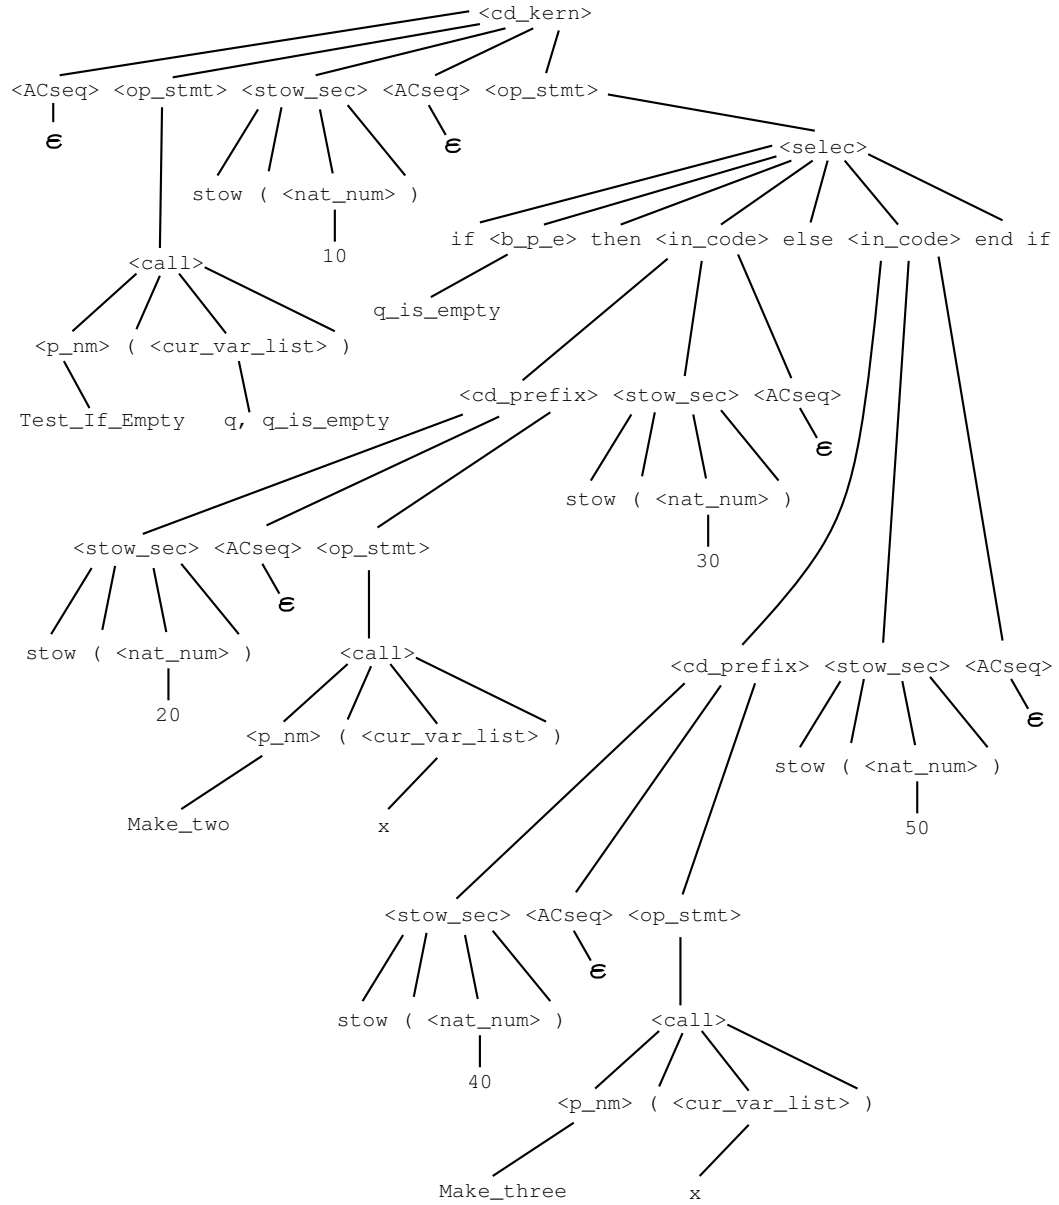 <cd_kern>
<ACseq> <op_stmt> <stow_sec> <ACseq> <op_stmt>
ε ε
<selec>
stow ( <nat_num> )
if <b_p_e> then <in_code> else <in_code> end if
10
<call>
q_is_empty
<p_nm> ( <cur_var_list> )
<cd_prefix> <stow_sec> <ACseq>
Test_If_Empty q, q_is_empty
ε
stow ( <nat_num> )
<stow_sec> <ACseq> <op_stmt>
30
ε
stow ( <nat_num> ) <call>
<cd_prefix> <stow_sec> <ACseq>
20
ε
<p_nm> ( <cur_var_list> )
stow ( <nat_num> )
Make_two x
50
<stow_sec> <ACseq> <op_stmt>
ε
stow ( <nat_num> ) <call>
40
<p_nm> ( <cur_var_list> )
Make_three x